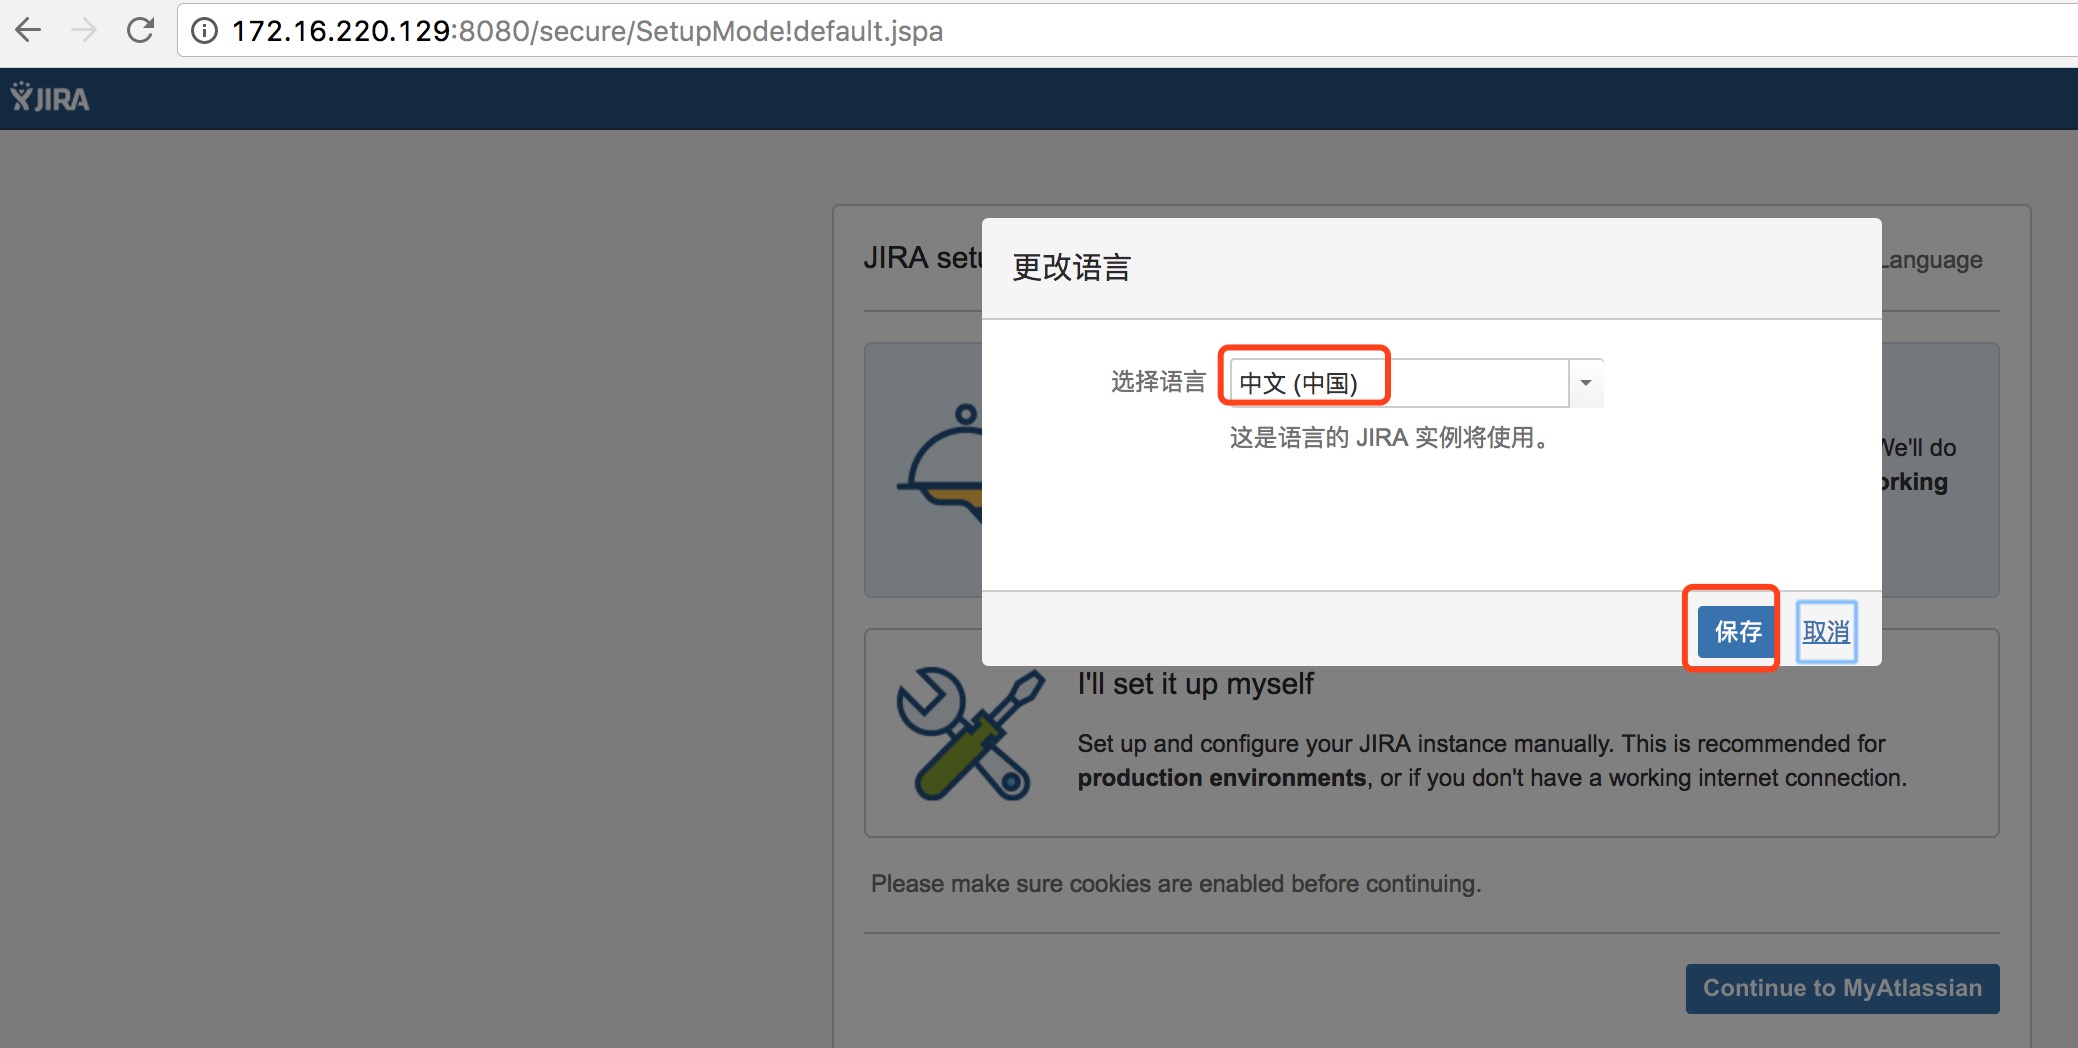 172.16.220.129:8080/secure/SetupMode!default.jspa
JIRA
JIRA setu
Language
更改语言
选择语言
中文 (中国)
这是语言的 JIRA 实例将使用。
We'll do
orking
保存
取消
I'll set it up myself
Set up and configure your JIRA instance manually. This is recommended for
production environments, or if you don't have a working internet connection.
Please make sure cookies are enabled before continuing.
Continue to MyAtlassian